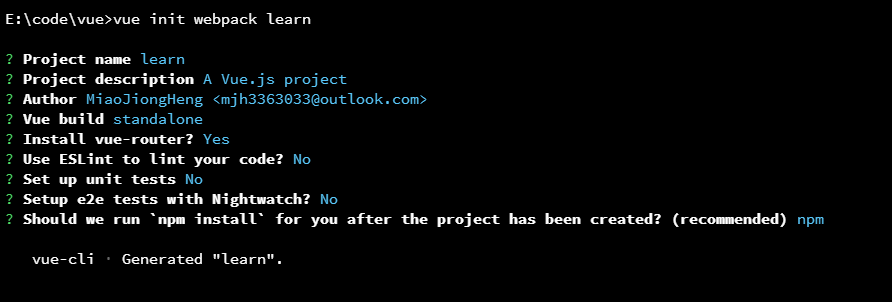 E:\code\vue>vue init webpack learn
? Project name learn
? Project description A Vue.js project
? Author MiaoJiongHeng <mjh3363033@outlook.com>
? Vue build standalone
? Install vue-router? Yes
? Use ESLint to lint your code? No
? Set up unit tests No
? Setup e2e tests with Nightwatch? No
? Should we run `npm install` for you after the project has been created? (recommended) npm
vue-cli · Generated "learn".